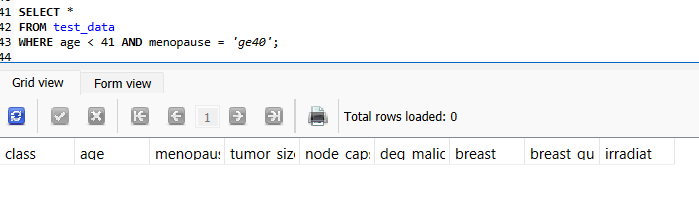 41 SELECT *
42 FROM test_data
43 WHERE age < 41 AND menopause = 'ge40';
44
Grid view Form view
1 Total rows loaded: 0
class age menopaus tumor_size node_caps deg_malic breast breast_qu irradiat